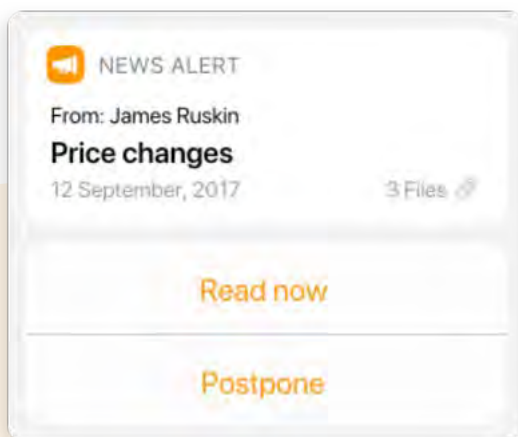 NEWS ALERT
From: James Ruskin
Price changes
12 September, 2017 3 Files
Read now
Postpone